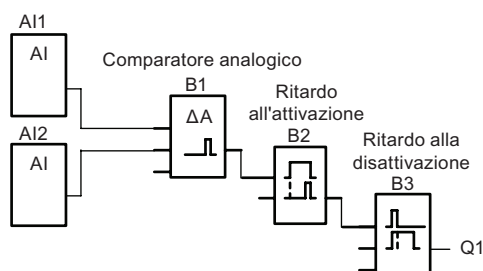 AI1
AI
Comparatore analogico
B1
ΔA
Ritardo
all'attivazione
B2
AI2
AI
Ritardo alla
disattivazione
B3
Q1